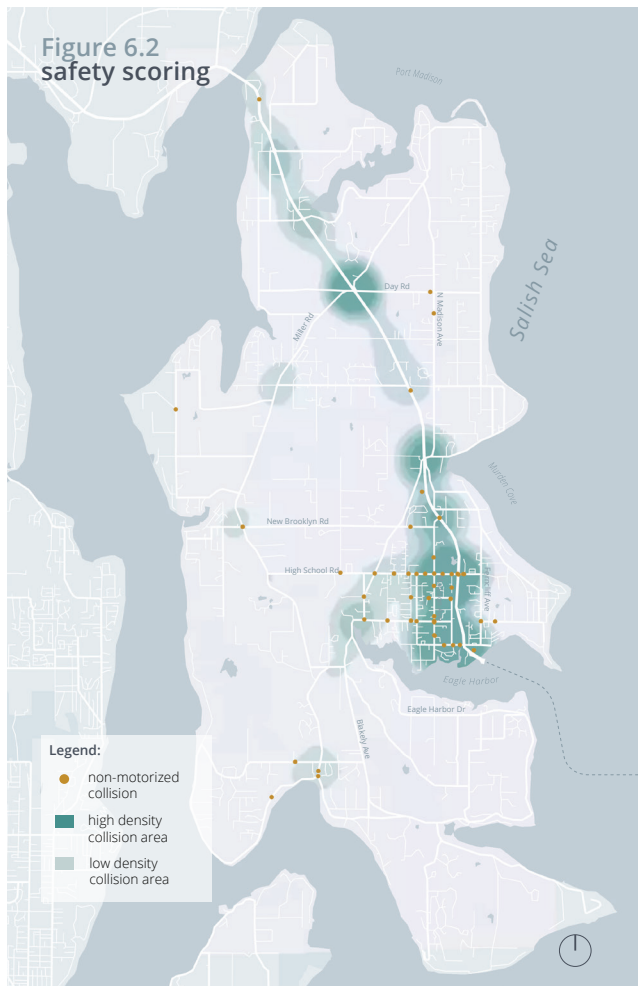 Figure 6.2
safety scoring
Port Madison
Salish Sea
Day Rd
N Madison Ave
Miller Rd
Murden Cove
New Brooklyn Rd
High School Rd
Ferncliff Ave
Eagle Harbor
Eagle Harbor Dr
Blakely Ave
Legend:
non-motorized
collision
high density
collision area
low density
collision area